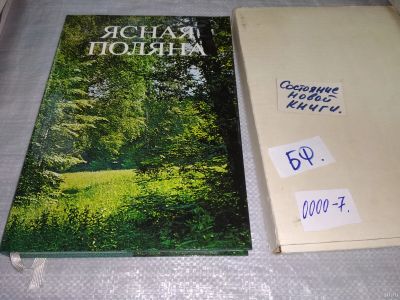 ЯСНАЯ
ПОЛЯНА
Состояние
новой
книги.
БФ.
0000-7.